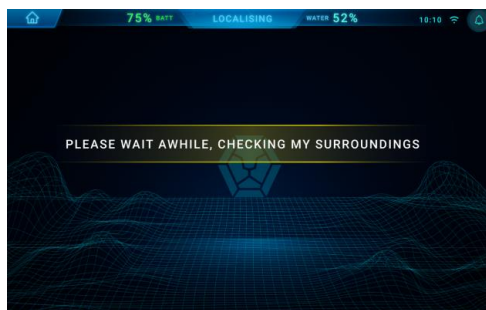 75% BATT LOCALISING WATER 52% 10:10
PLEASE WAIT AWHILE, CHECKING MY SURROUNDINGS